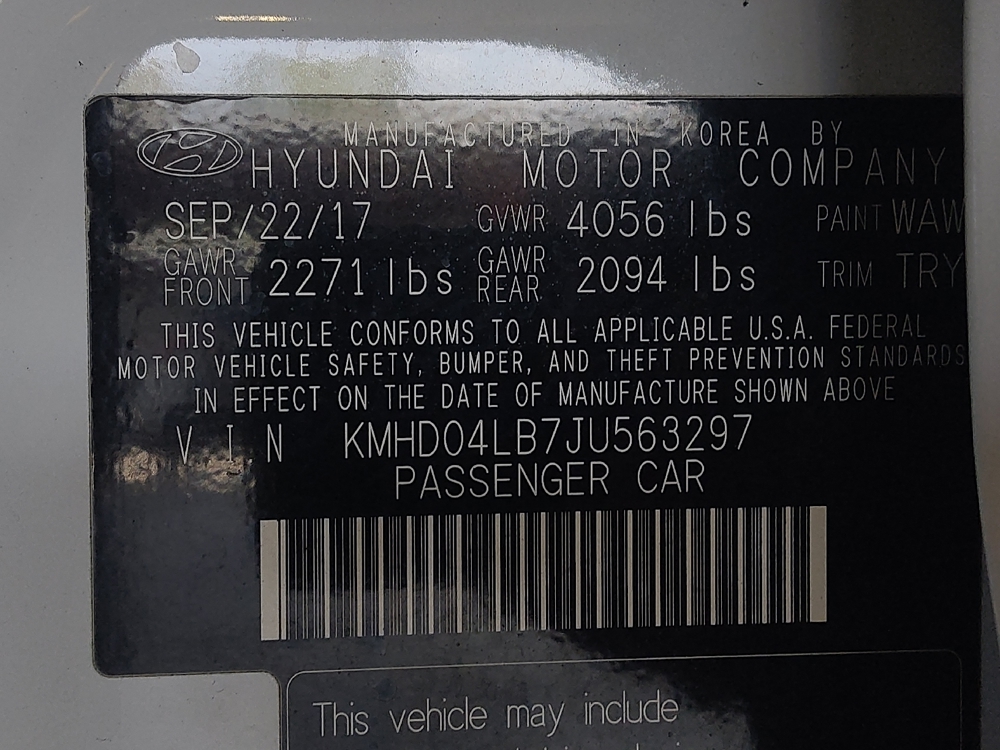 MANUFACTURED IN KOREA BY
HYUNDAI MOTOR COMPANY
SEP/22/17 GVWR 4056 lbs PAINT WAW
GAWR FRONT 2271 lbs GAWR REAR 2094 lbs TRIM TRY
THIS VEHICLE CONFORMS TO ALL APPLICABLE U.S.A. FEDERAL
MOTOR VEHICLE SAFETY, BUMPER, AND THEFT PREVENTION STANDARDS
IN EFFECT ON THE DATE OF MANUFACTURE SHOWN ABOVE
VIN KMHD04LB7JU563297
PASSENGER CAR
This vehicle may include